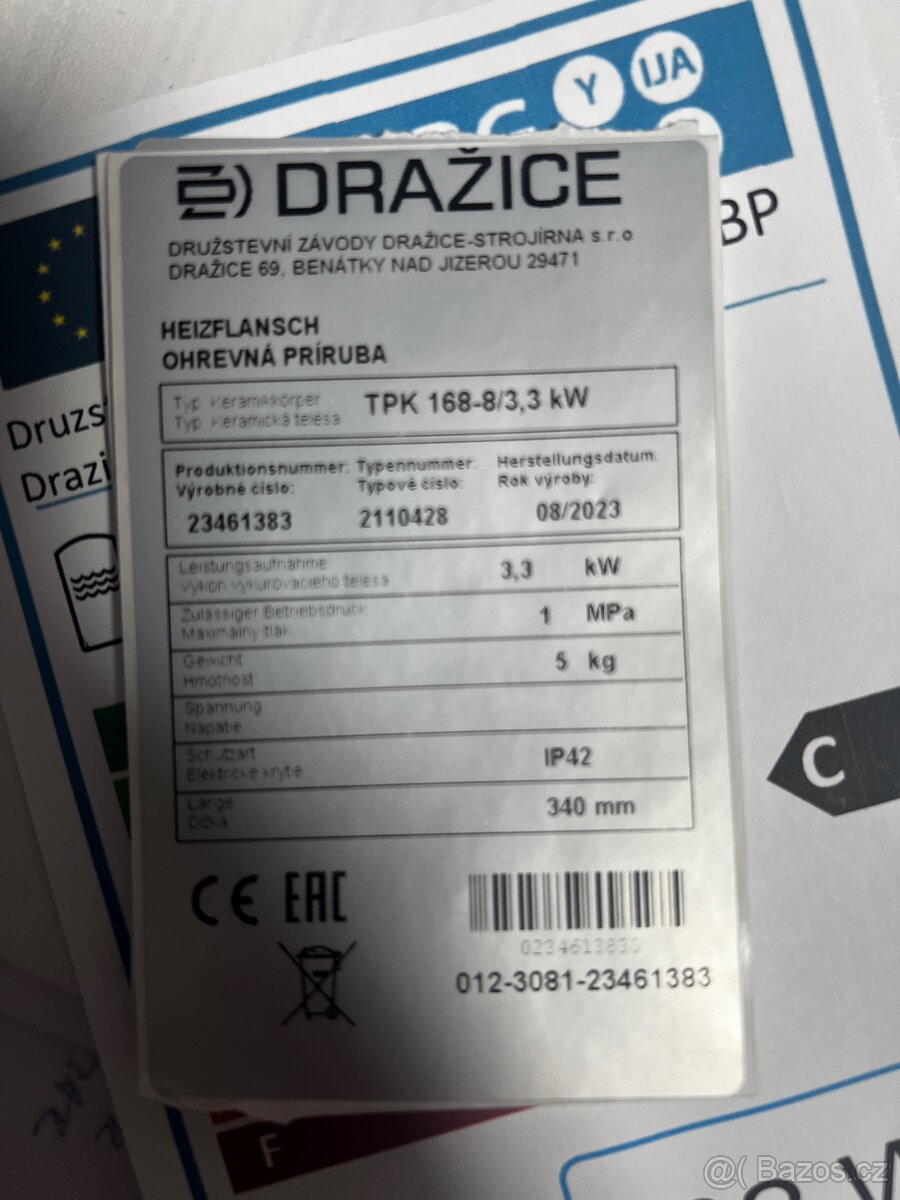 Y IJA
BP
DRAŽICE
DRUŽSTEVNÍ ZÁVODY DRAŽICE-STROJÍRNA s.r.o
DRAŽICE 69, BENÁTKY NAD JIZEROU 29471
HEIZFLANSCH
OHREVNÁ PRÍRUBA
Typ Keramikkörper TPK 168-8/3,3 kW
Typ Keramická telesa
Druzs
Drazi
Produktionsnummer: Typennummer: Herstellungsdatum:
Výrobné číslo: Typové číslo: Rok výroby:
23461383 2110428 08/2023
Leistungsaufnahme 3,3 kW
Výkon vykurovacieho telesa
Zulässiger Betriebsdruck 1 MPa
Maximálny tlak
Gewicht 5 kg
Hmotnosť
Spannung
Napätie
Schutzart IP42
Elektrické krytie
Länge 340 mm
Dĺžka
C
CE EAC
012-3081-23461383
F
@( Bazos.cz